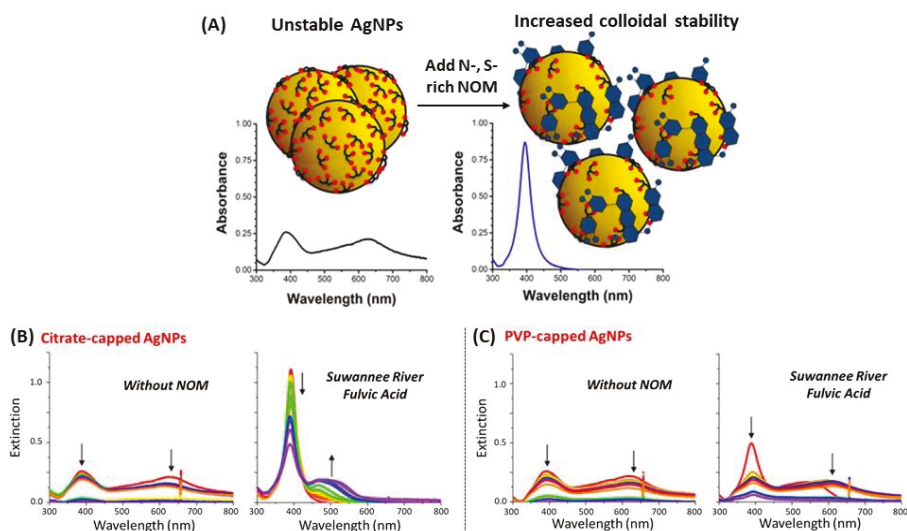 (A)
Unstable AgNPs
Increased colloidal stability
Add N-, S-
rich NOM
Absorbance
1.00
0.75
0.50
0.25
0.00
300 400 500 600 700 800
Wavelength (nm)
Absorbance
1.00
0.75
0.50
0.25
0.00
300 400 500 600 700 800
Wavelength (nm)
(B) Citrate-capped AgNPs
Extinction
1.0
0.5
0.0
Without NOM
400 500 600 700 800
Wavelength (nm)
Suwannee River
Fulvic Acid
400 500 600 700 800
Wavelength (nm)
(C) PVP-capped AgNPs
Extinction
1.0
0.5
0.0
Without NOM
400 500 600 700 800
Wavelength (nm)
Suwannee River
Fulvic Acid
400 500 600 700 800
Wavelength (nm)